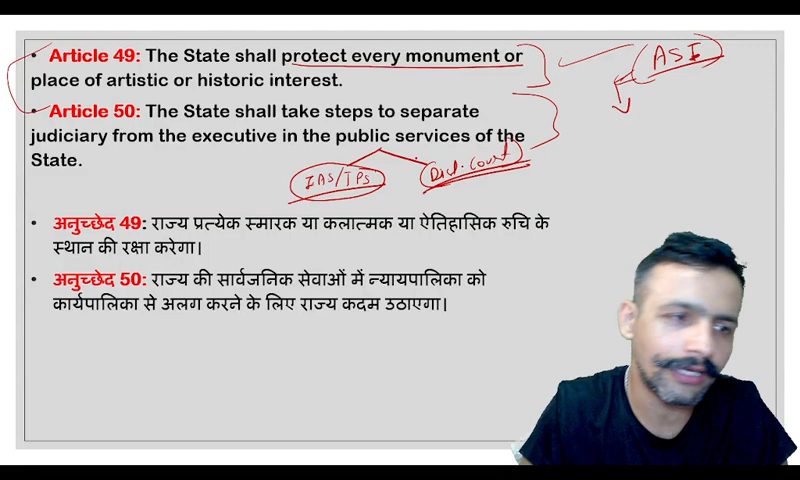 • Article 49: The State shall protect every monument or
place of artistic or historic interest.
ASI
• Article 50: The State shall take steps to separate
judiciary from the executive in the public services of the
State.
IAS/IPS
Dist. Court
• अनुच्छेद 49: राज्य प्रत्येक स्मारक या कलात्मक या ऐतिहासिक रुचि के
स्थान की रक्षा करेगा।
• अनुच्छेद 50: राज्य की सार्वजनिक सेवाओं में न्यायपालिका को
कार्यपालिका से अलग करने के लिए राज्य कदम उठाएगा।